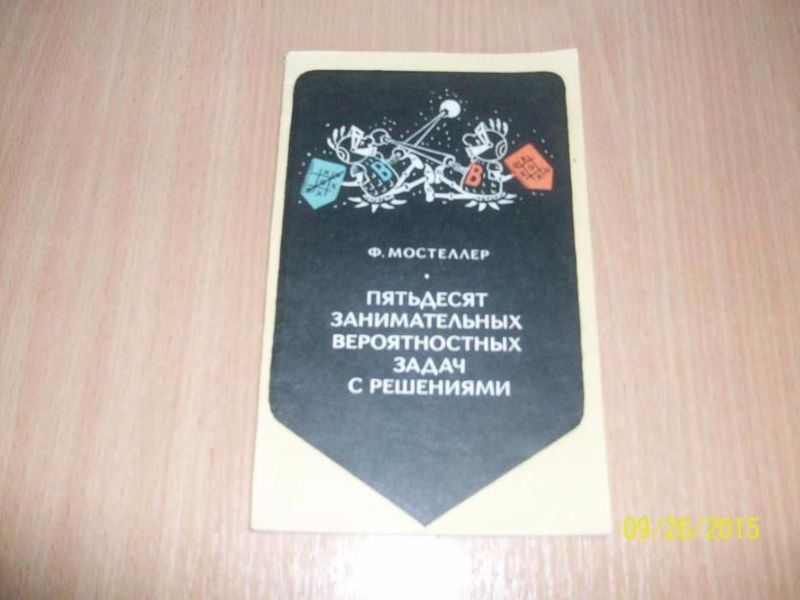 В
В
Ф. МОСТЕЛЛЕР
ПЯТЬДЕСЯТ
ЗАНИМАТЕЛЬНЫХ
ВЕРОЯТНОСТНЫХ
ЗАДАЧ
С РЕШЕНИЯМИ
09/26/2015